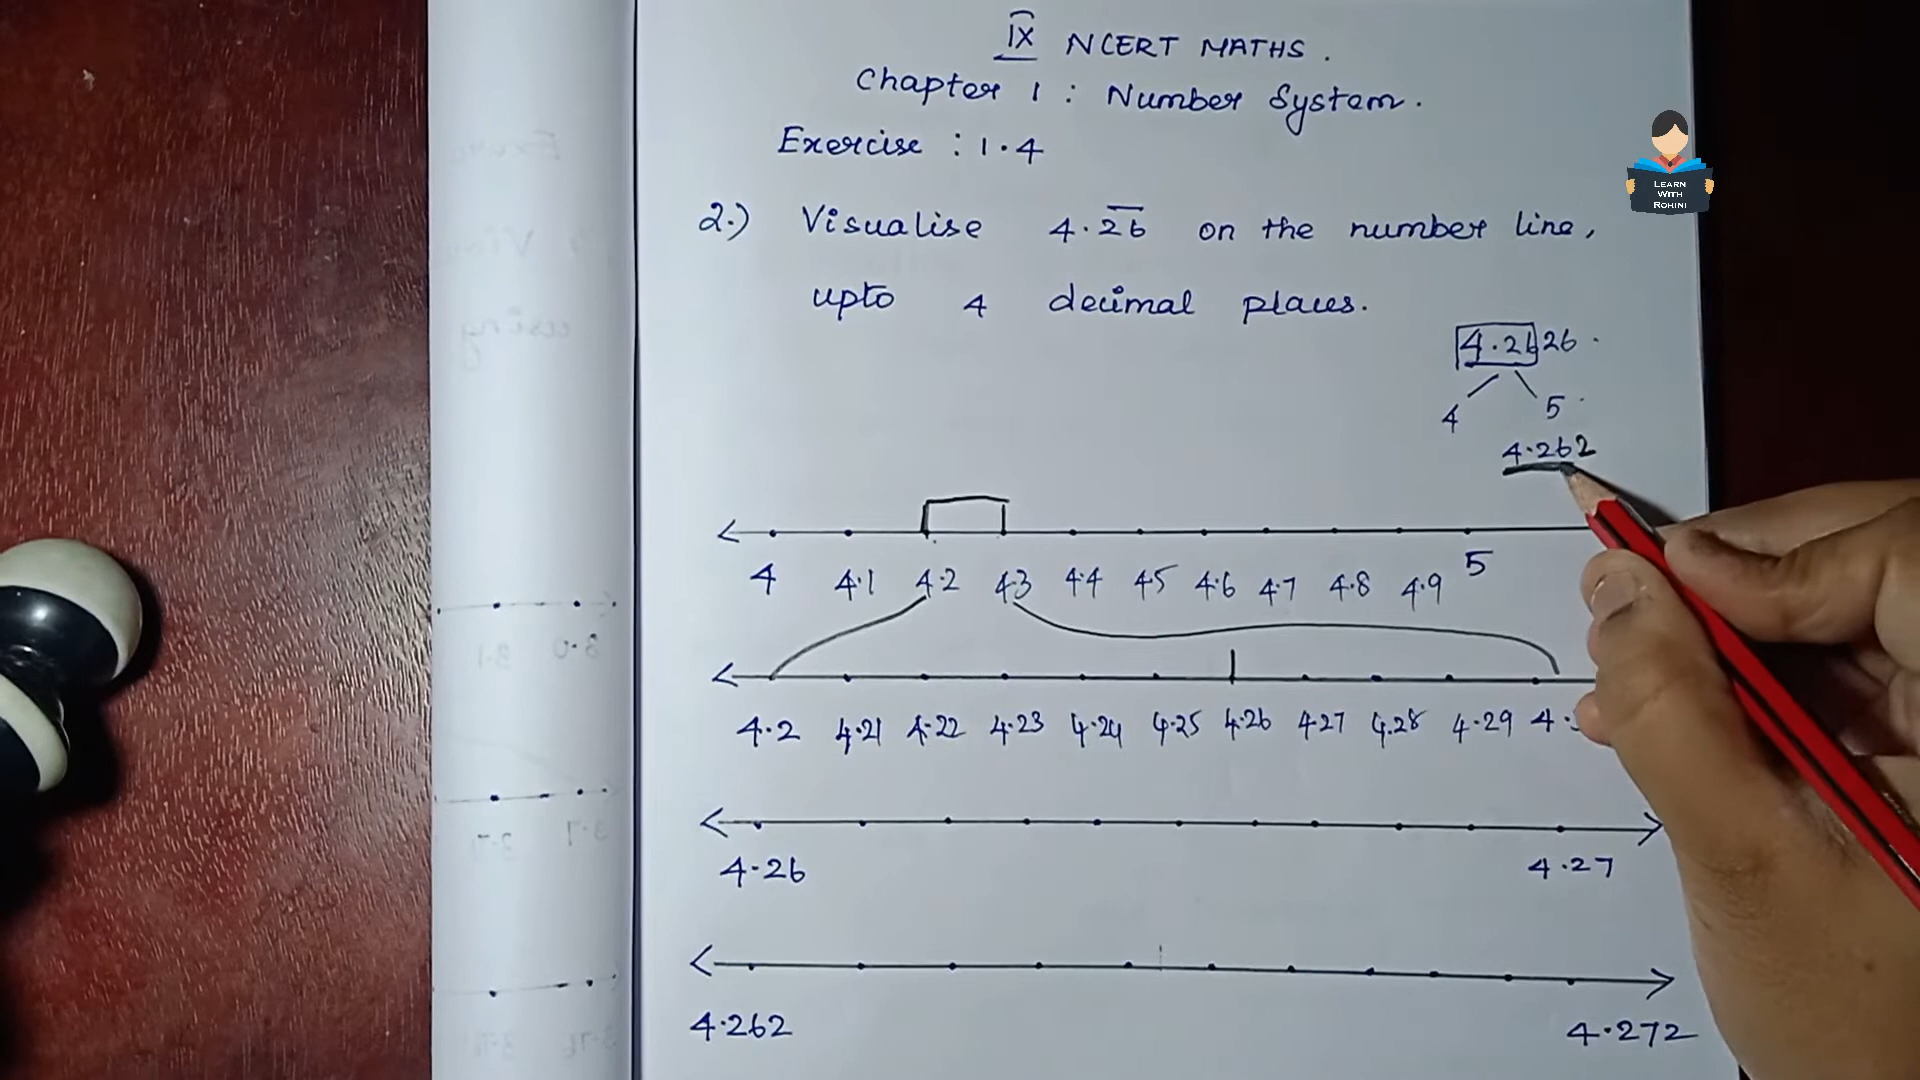 IX NCERT MATHS.
Chapter 1 : Number System.
Exercise : 1.4
LEARN
WITH
ROHINI
2.) Visualise 4.2̅6̅ on the number line,
upto 4 decimal places.
4.2626.
4 5
4.262
4 4.1 4.2 4.3 4.4 4.5 4.6 4.7 4.8 4.9 5
4.2 4.21 4.22 4.23 4.24 4.25 4.26 4.27 4.28 4.29
4.26 4.27
4.262 4.272